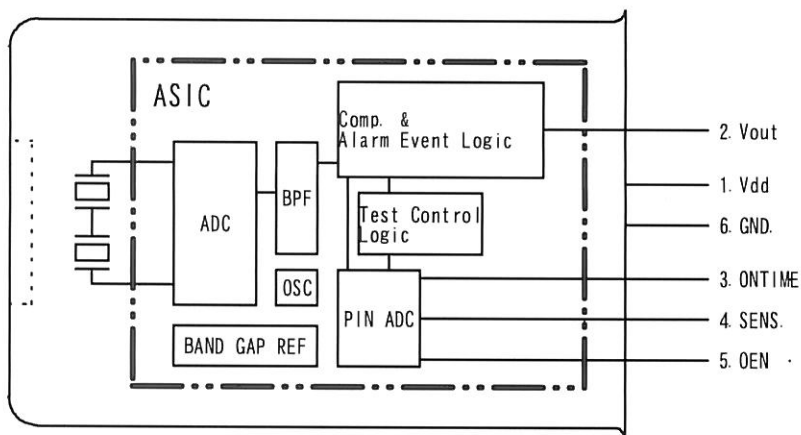 ASIC
Comp. &
Alarm Event Logic
2. Vout
1. Vdd
BPF
ADC
Test Control
Logic
6. GND.
OSC
3. ONTIME
PIN ADC
4. SENS.
BAND GAP REF
5. OEN